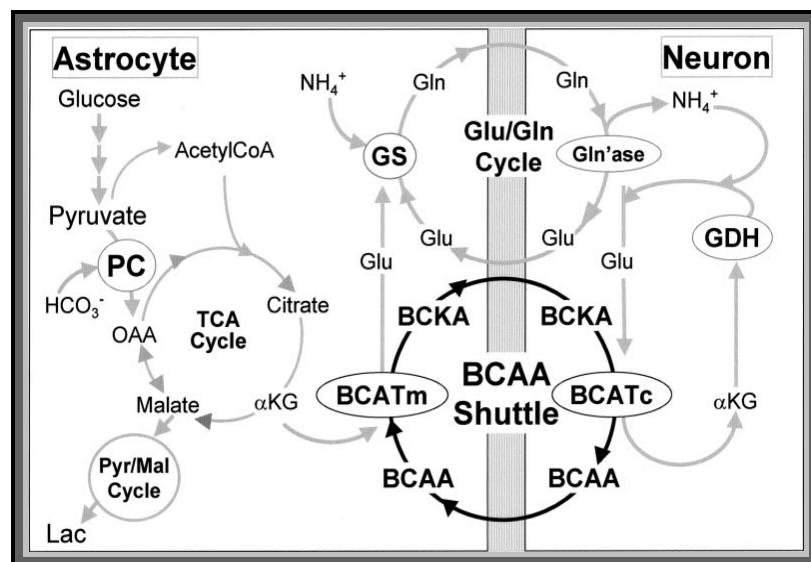 Astrocyte
Neuron
Glucose
AcetylCoA
Pyruvate
PC
HCO₃⁻
OAA
TCA
Cycle
Citrate
Malate
αKG
Pyr/Mal
Cycle
Lac
NH₄⁺
Gln
GS
Glu
Glu
Glu/Gln
Cycle
Gln
Gln'ase
NH₄⁺
Glu
Glu
GDH
BCKA
BCKA
BCATm
BCAA
Shuttle
BCATc
αKG
BCAA
BCAA